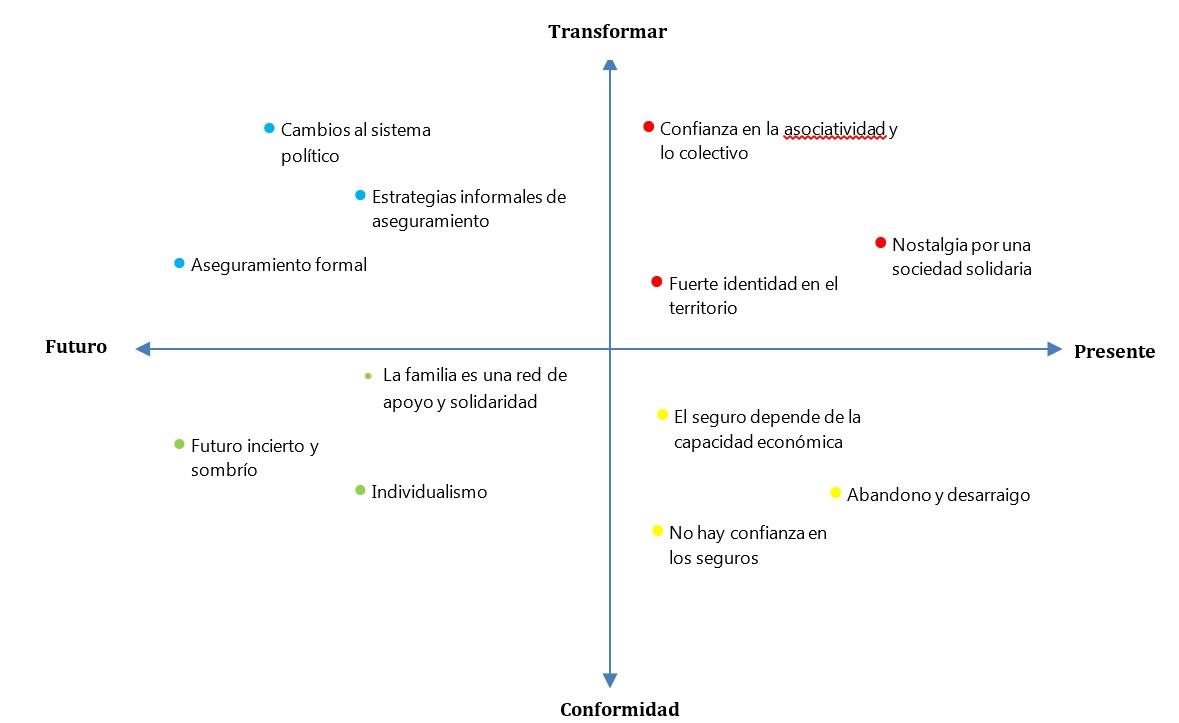 Transformar
Cambios al sistema
político
Confianza en la asociatividad y
lo colectivo
Estrategias informales de
aseguramiento
Nostalgia por una
sociedad solidaria
Aseguramiento formal
Fuerte identidad en el
territorio
Futuro
Presente
La familia es una red de
apoyo y solidaridad
El seguro depende de la
capacidad económica
Futuro incierto y
sombrío
Individualismo
Abandono y desarraigo
No hay confianza en
los seguros
Conformidad